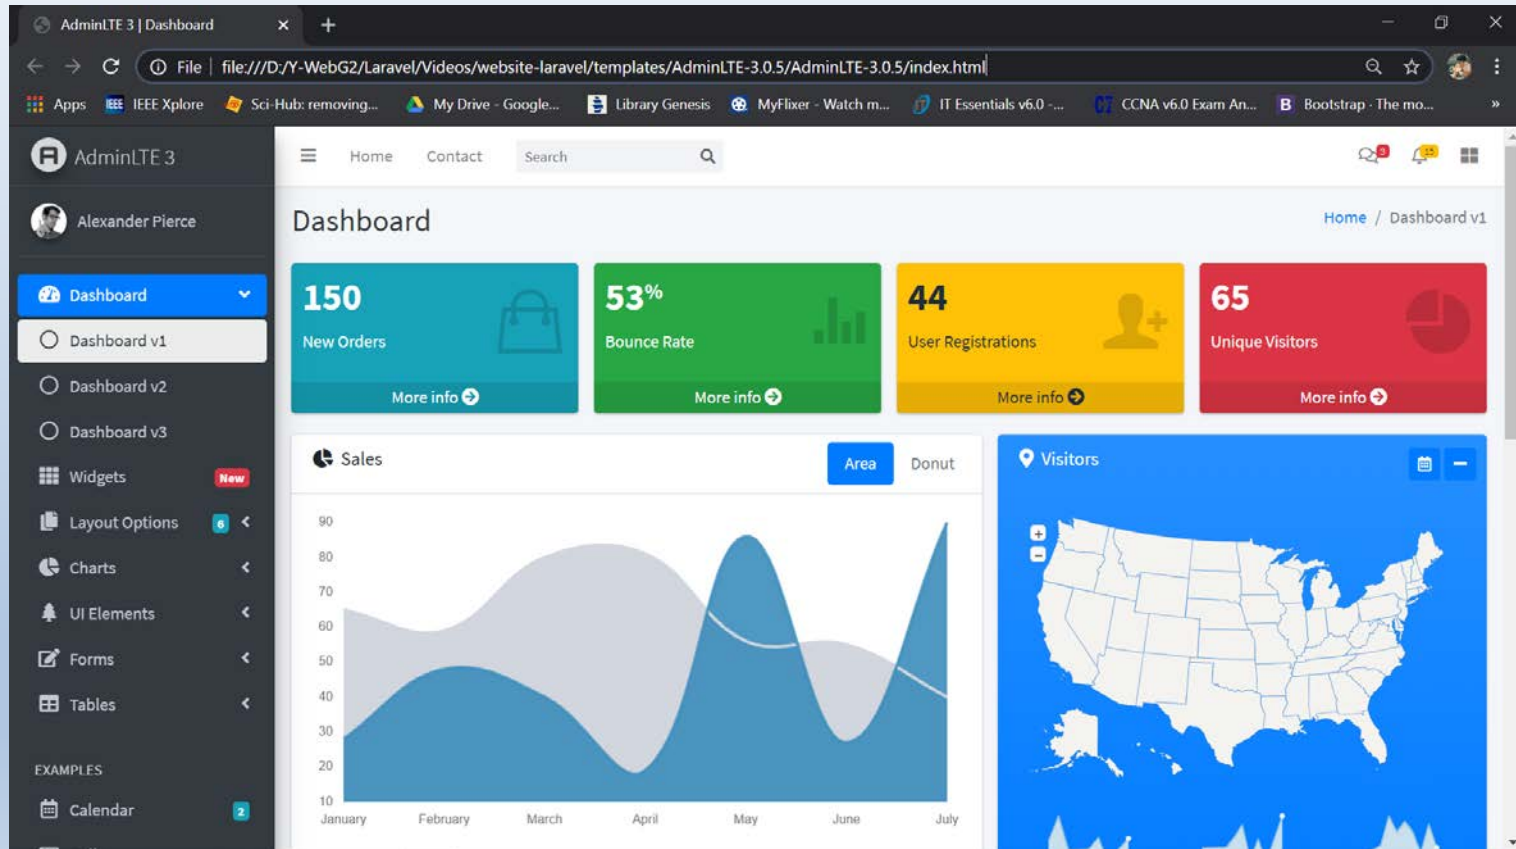 AdminLTE 3 | Dashboard
File | file:///D:/Y-WebG2/Laravel/Videos/website-laravel/templates/AdminLTE-3.0.5/AdminLTE-3.0.5/index.html
Apps IEEE IEEE Xplore Sci-Hub: removing... My Drive - Google... Library Genesis MyFlixer - Watch m... IT Essentials v6.0 -... CCNA v6.0 Exam An... B Bootstrap · The mo... »
AdminLTE 3
Home Contact Search
3 15
Alexander Pierce
Dashboard
Home / Dashboard v1
Dashboard
Dashboard v1
Dashboard v2
Dashboard v3
Widgets New
Layout Options 6
Charts
UI Elements
Forms
Tables
EXAMPLES
Calendar 2
150
New Orders
More info
53%
Bounce Rate
More info
44
User Registrations
More info
65
Unique Visitors
More info
Sales
Area Donut
90
80
70
60
50
40
30
20
10
January February March April May June July
Visitors
+
−